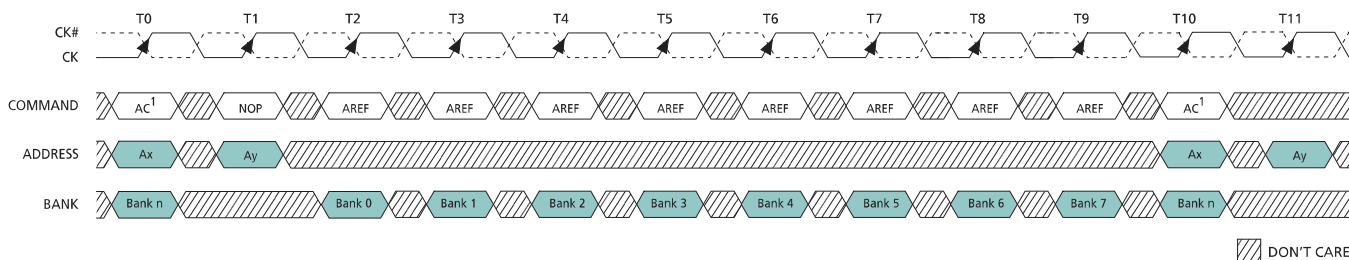 T0 T1 T2 T3 T4 T5 T6 T7 T8 T9 T10 T11
CK#
CK
COMMAND AC1 NOP AREF AREF AREF AREF AREF AREF AREF AREF AC1
ADDRESS Ax Ay Ax Ay
BANK Bank n Bank 0 Bank 1 Bank 2 Bank 3 Bank 4 Bank 5 Bank 6 Bank 7 Bank n
DON'T CARE